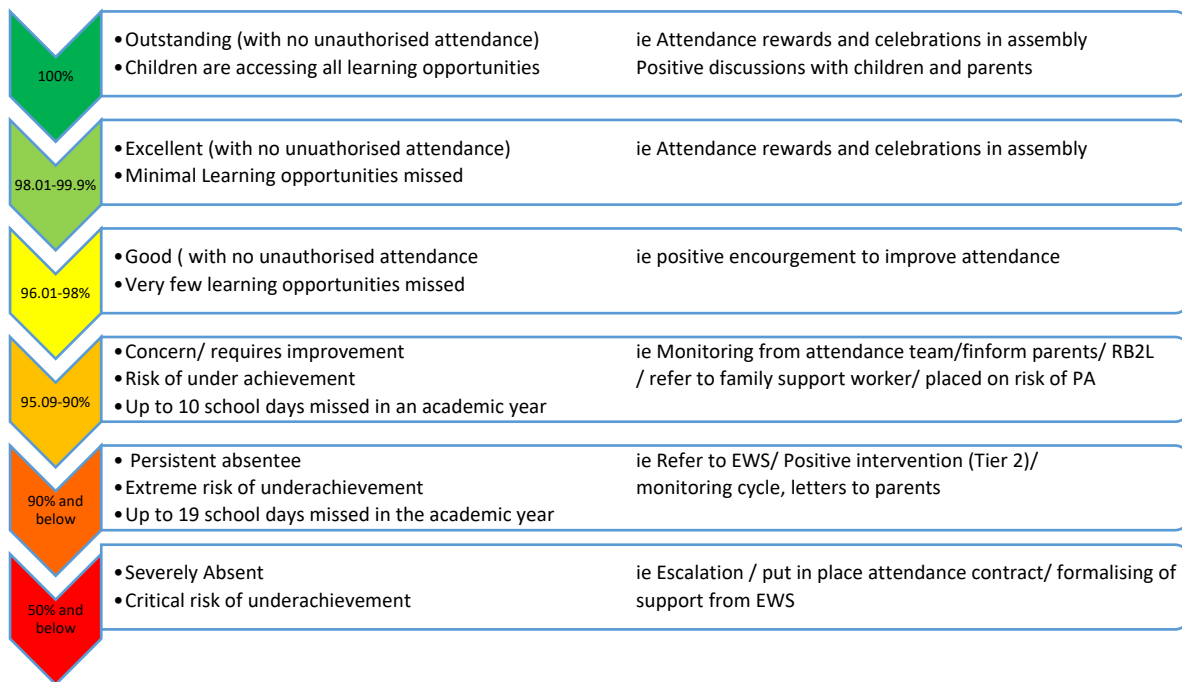 100%
•Outstanding (with no unauthorised attendance) ie Attendance rewards and celebrations in assembly
•Children are accessing all learning opportunities Positive discussions with children and parents
98.01-99.9%
•Excellent (with no unuathorised attendance) ie Attendance rewards and celebrations in assembly
•Minimal Learning opportunities missed
96.01-98%
•Good ( with no unauthorised attendance ie positive encourgement to improve attendance
•Very few learning opportunities missed
95.09-90%
•Concern/ requires improvement ie Monitoring from attendance team/finform parents/ RB2L
•Risk of under achievement / refer to family support worker/ placed on risk of PA
•Up to 10 school days missed in an academic year
90% and
below
• Persistent absentee ie Refer to EWS/ Positive intervention (Tier 2)/
•Extreme risk of underachievement monitoring cycle, letters to parents
•Up to 19 school days missed in the academic year
50% and
below
•Severely Absent ie Escalation / put in place attendance contract/ formalising of
•Critical risk of underachievement support from EWS